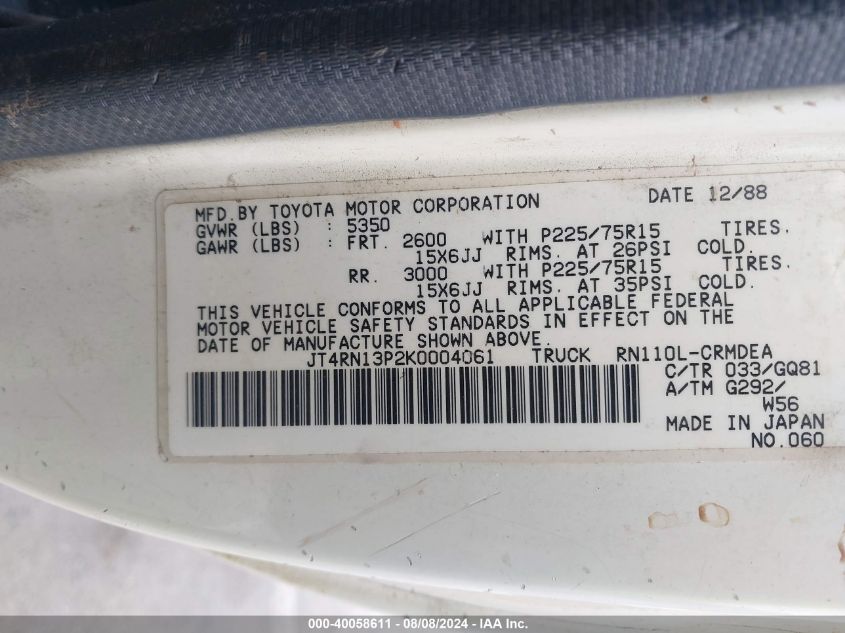 MFD.BY TOYOTA MOTOR CORPORATION DATE 12/88
GVWR (LBS) : 5350
GAWR (LBS) : FRT. 2600 WITH P225/75R15 TIRES.
15X6JJ RIMS. AT 26PSI COLD.
RR. 3000 WITH P225/75R15 TIRES.
15X6JJ RIMS. AT 35PSI COLD.
THIS VEHICLE CONFORMS TO ALL APPLICABLE FEDERAL
MOTOR VEHICLE SAFETY STANDARDS IN EFFECT ON THE
DATE OF MANUFACTURE SHOWN ABOVE.
JT4RN13P2K0004061 TRUCK RN110L-CRMDEA
C/TR 033/GQ81
A/TM G292/
W56
MADE IN JAPAN
NO.060
000-40058611 - 08/08/2024 - IAA Inc.